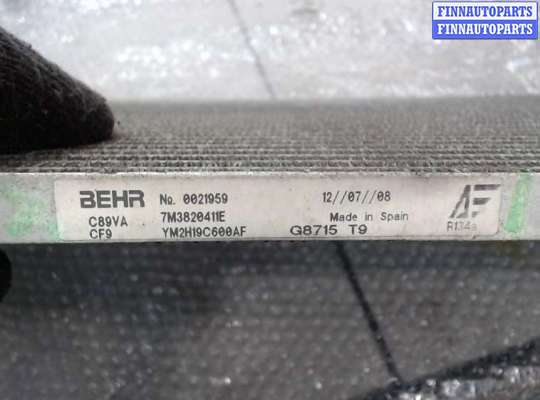 FINNAUTOPARTS
FINNAUTOPARTS
BEHR No. 0021959 12//07//08 AF
C89VA 7M3820411E Made in Spain R134a
CF9 YM2H19C600AF G8715 T9